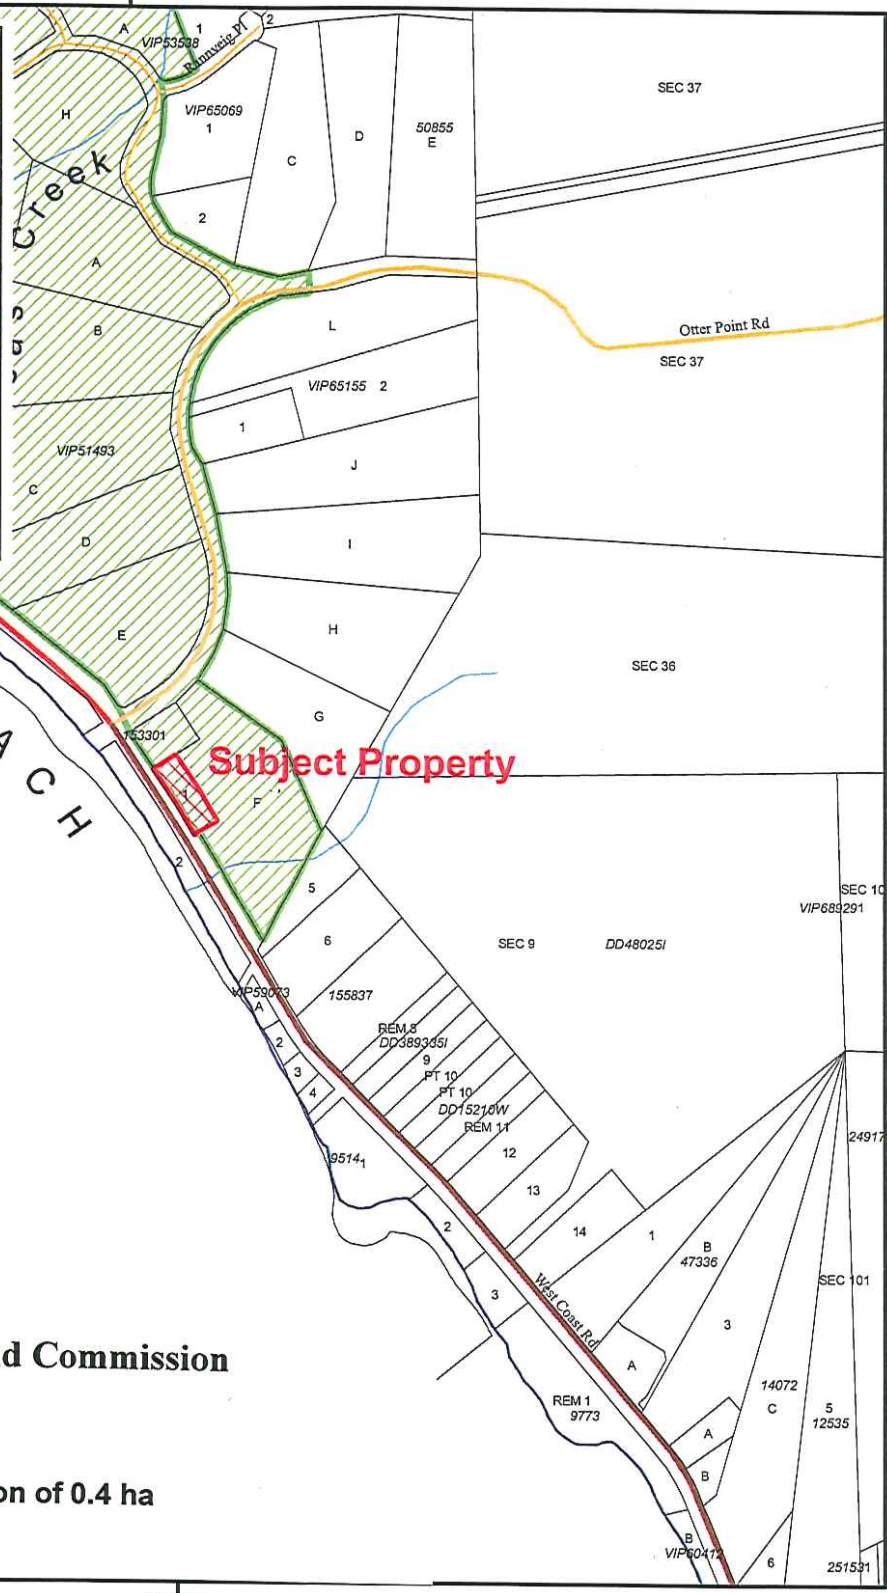 A
1
2
VIP53538
Rannveig Pl
SEC 37
H
VIP65069
1
D
50855
E
C
Creek
2
A
B
L
Otter Point Rd
SEC 37
VIP65155 2
1
VIP51493
J
C
D
I
E
H
SEC 36
G
153301
Subject Property
1
F
ACH
2
5
SEC 10
VIP689291
6
SEC 9
DD48025I
VIP59073
A
155837
2
REM 8
DD389335I
3
9
4
PT 10
PT 10
DD15210W
REM 11
24917
12
9514 1
13
2
14
1
B
47336
SEC 101
3
West Coast Rd
3
A
14072
C
5
12535
REM 1
9773
A
B
d Commission
on of 0.4 ha
B
VIP60412
6
251531